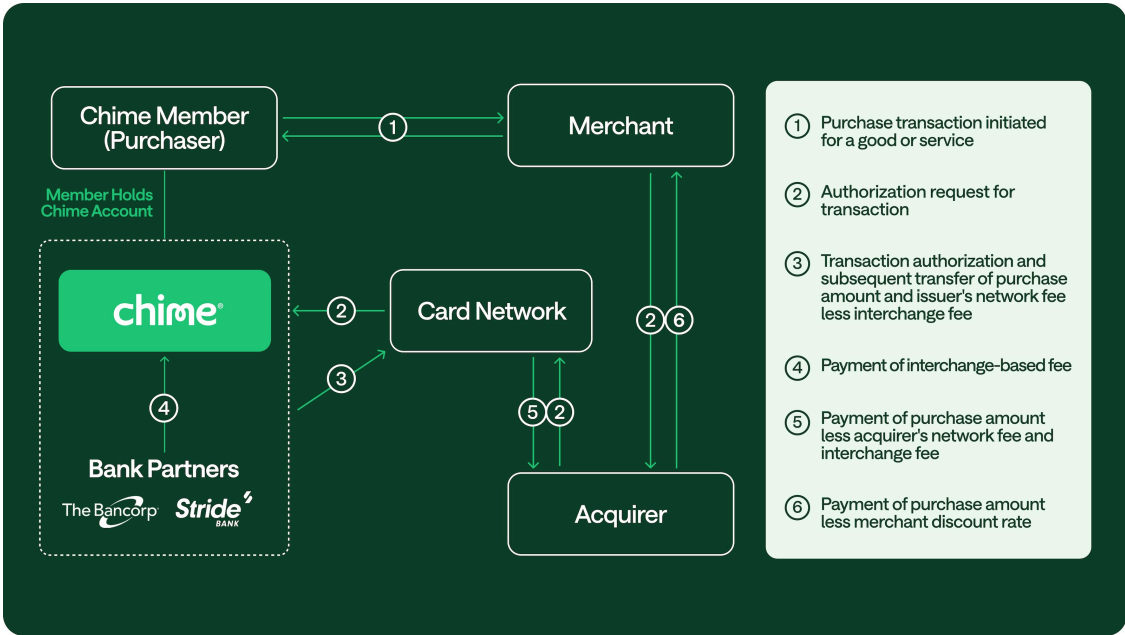 Chime Member
(Purchaser)
1
Merchant
Member Holds
Chime Account
chime®
2
Card Network
3
2 6
4
5 2
Bank Partners
The Bancorp
Stride
BANK
Acquirer
1 Purchase transaction initiated
for a good or service
2 Authorization request for
transaction
3 Transaction authorization and
subsequent transfer of purchase
amount and issuer's network fee
less interchange fee
4 Payment of interchange-based fee
5 Payment of purchase amount
less acquirer's network fee and
interchange fee
6 Payment of purchase amount
less merchant discount rate